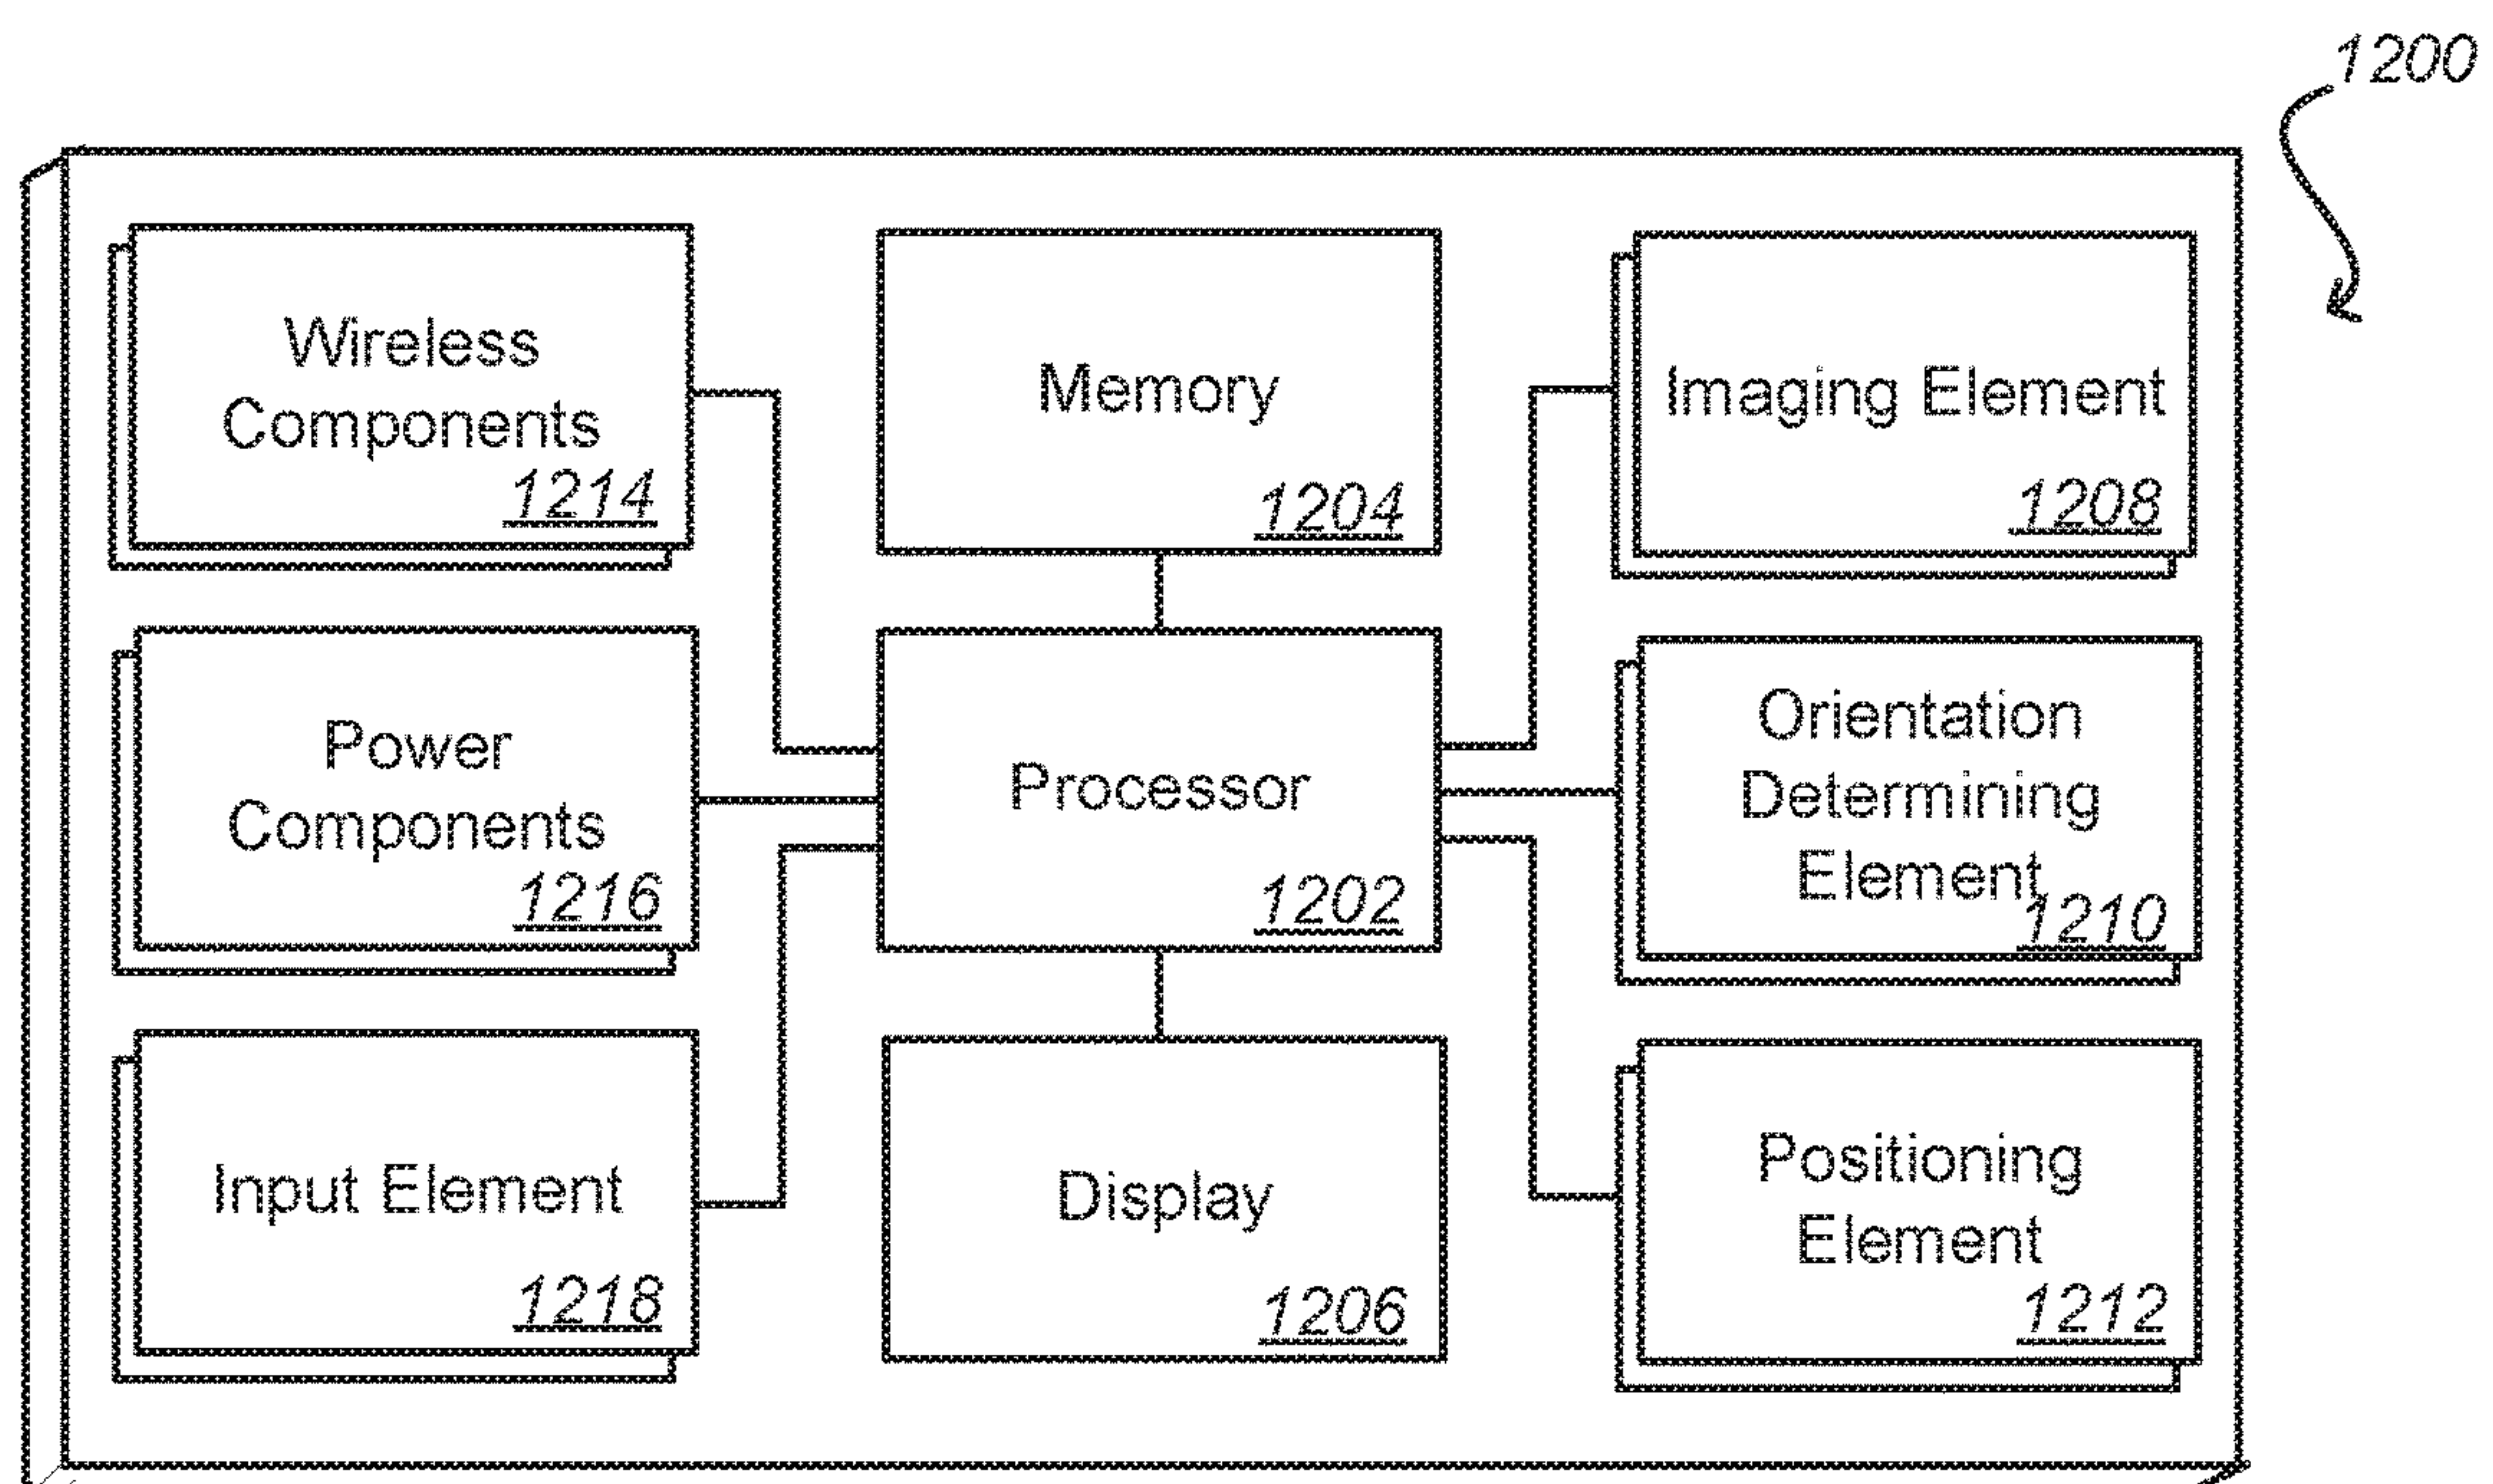 1200
Wireless
Components
1214
Memory
1204
Imaging Element
1208
Power
Components
1216
Processor
1202
Orientation
Determining
Element
1210
Input Element
1218
Display
1206
Positioning
Element
1212